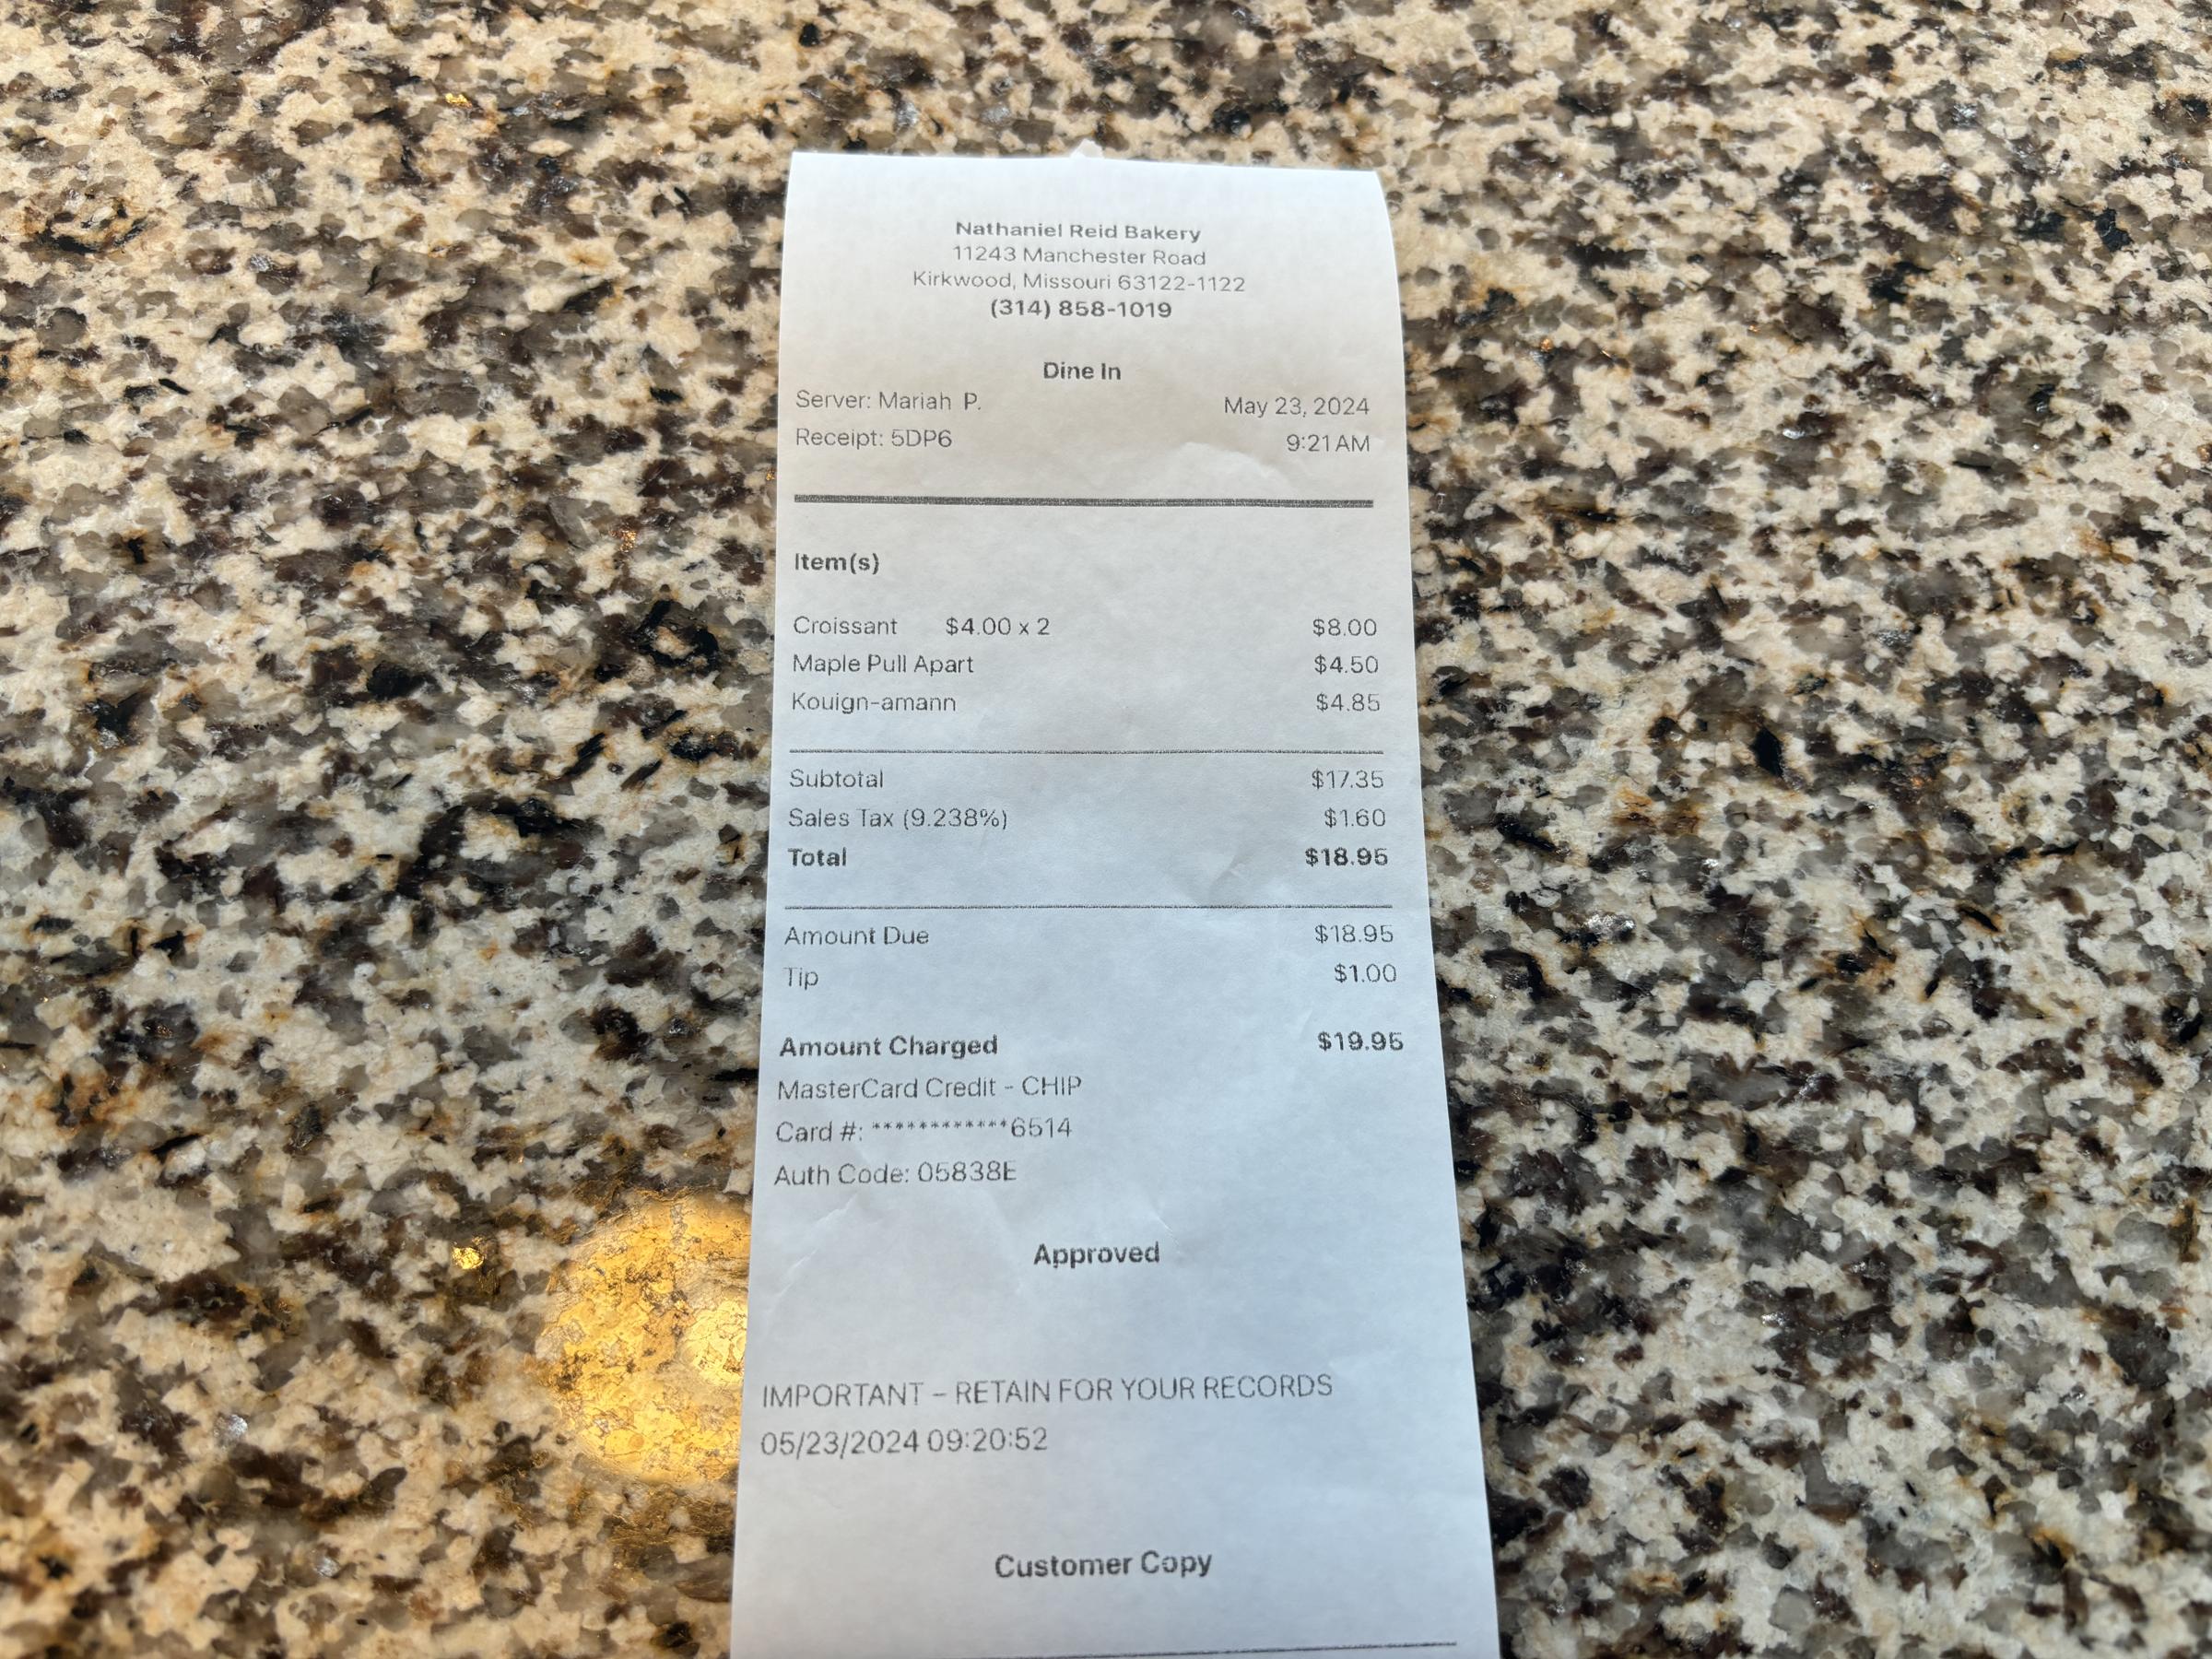 Nathaniel Reid Bakery
11243 Manchester Road
Kirkwood, Missouri 63122-1122
(314) 858-1019
Dine In
Server: Mariah P. May 23, 2024
Receipt: 5DP6 9:21 AM
Item(s)
Croissant $4.00 x 2 $8.00
Maple Pull Apart $4.50
Kouign-amann $4.85
Subtotal $17.35
Sales Tax (9.238%) $1.60
Total $18.95
Amount Due $18.95
Tip $1.00
Amount Charged $19.95
MasterCard Credit - CHIP
Card #: ************6514
Auth Code: 05838E
Approved
IMPORTANT - RETAIN FOR YOUR RECORDS
05/23/2024 09:20:52
Customer Copy